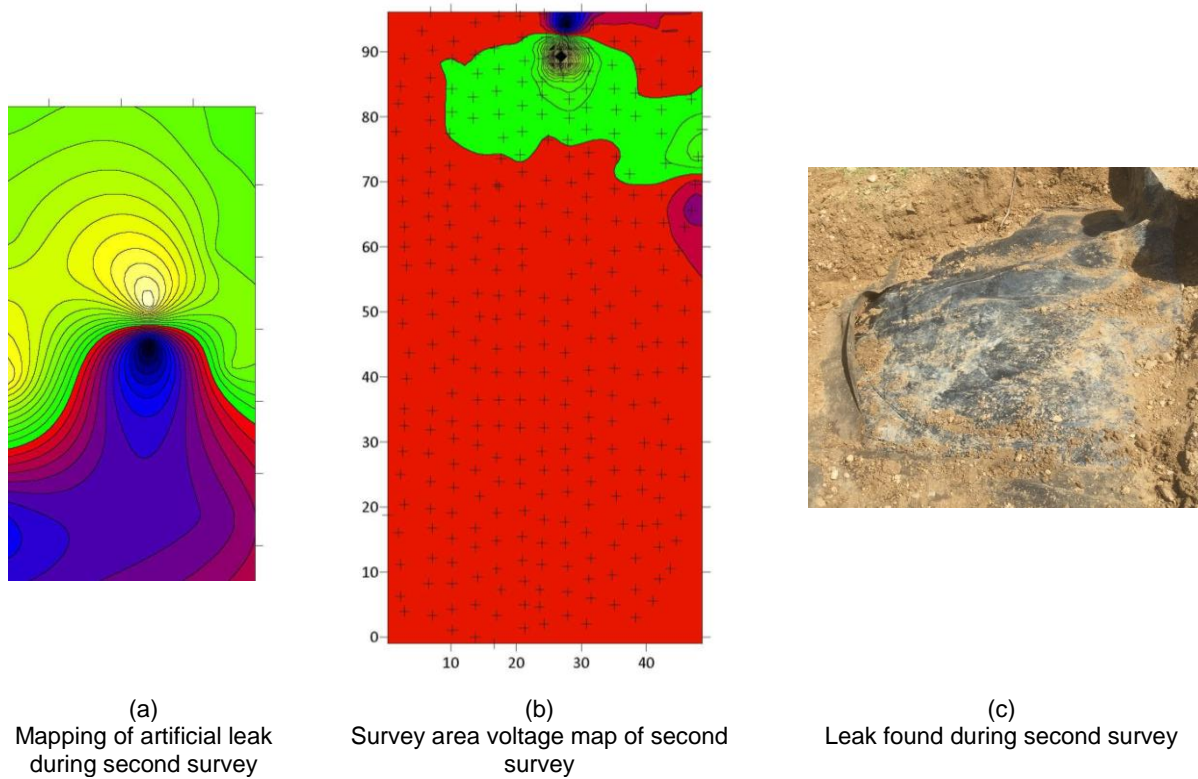 90
80
70
60
50
40
30
20
10
0
10 20 30 40
(a)
Mapping of artificial leak
during second survey
(b)
Survey area voltage map of second
survey
(c)
Leak found during second survey